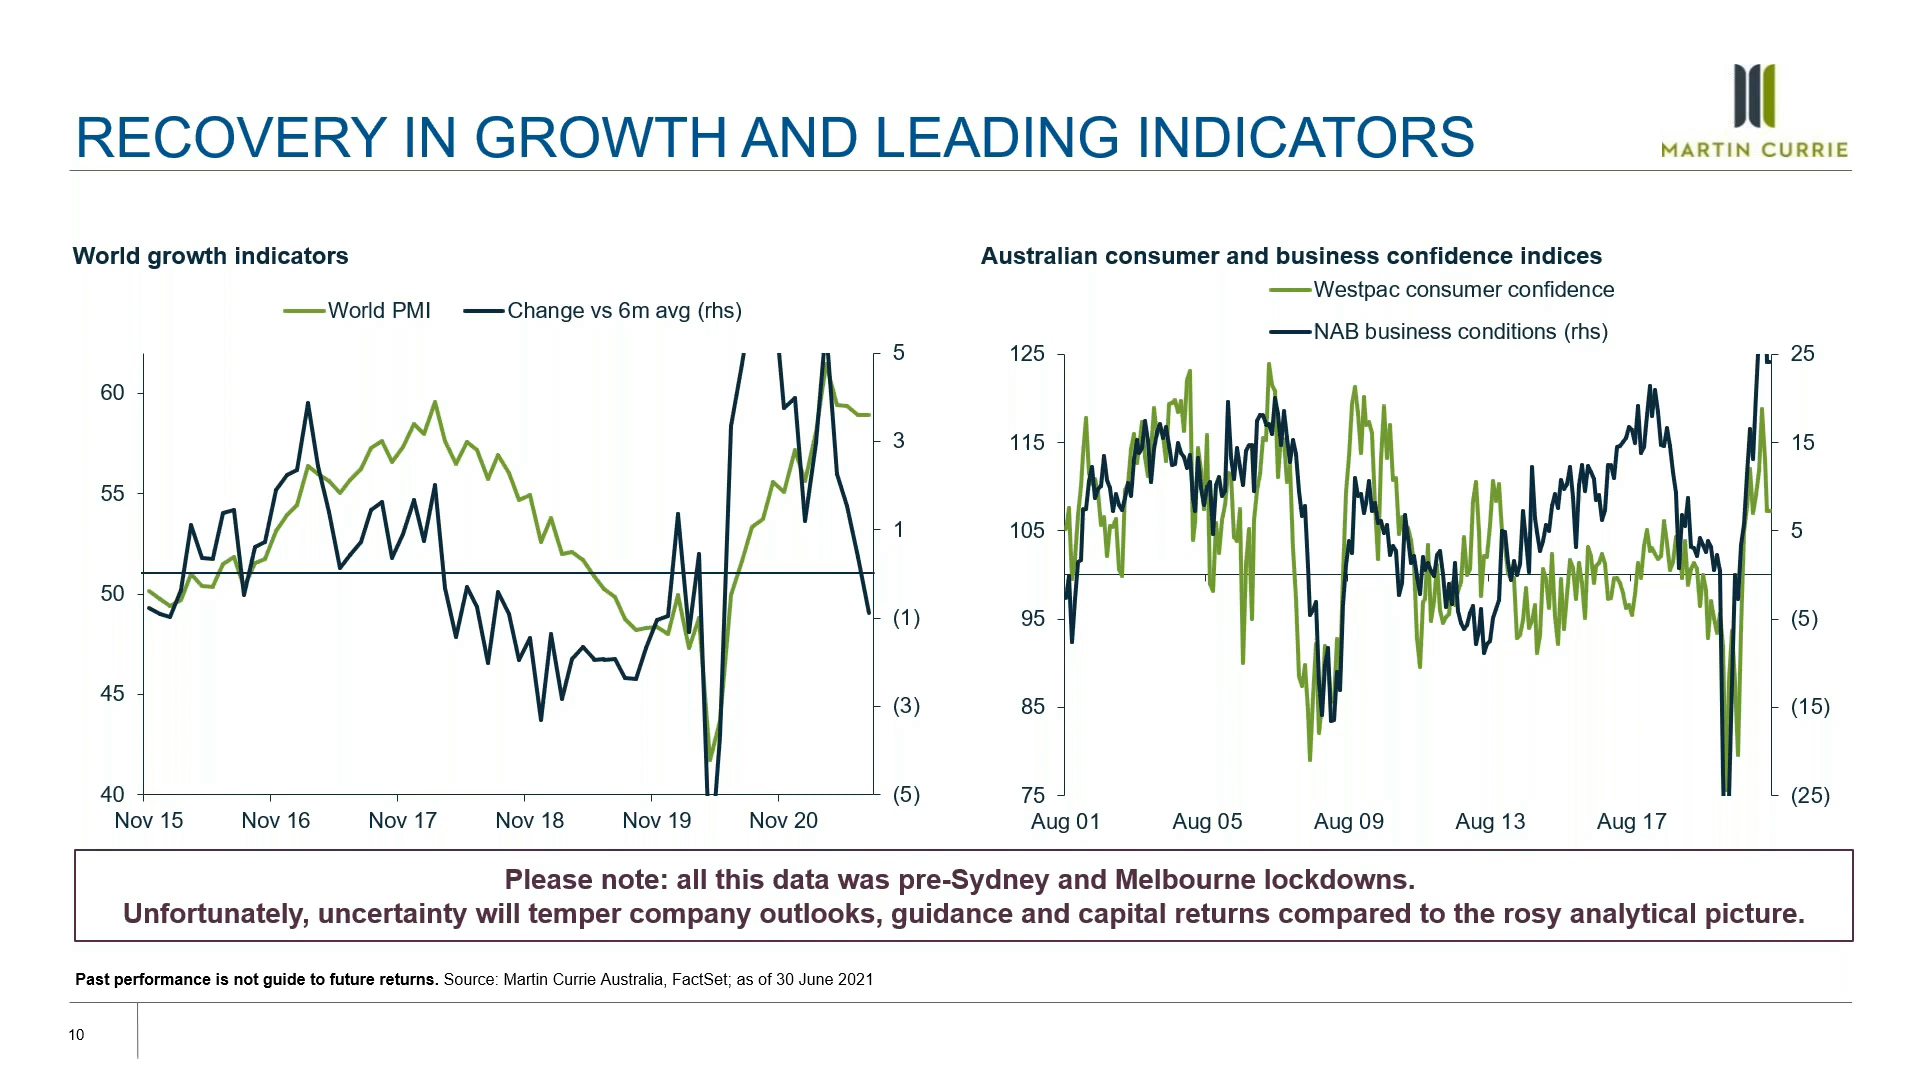 MARTIN CURRIE
RECOVERY IN GROWTH AND LEADING INDICATORS
World growth indicators
World PMI
Change vs 6m avg (rhs)
60
55
50
45
40
5
3
1
(1)
(3)
(5)
Nov 15
Nov 16
Nov 17
Nov 18
Nov 19
Nov 20
Australian consumer and business confidence indices
Westpac consumer confidence
NAB business conditions (rhs)
125
115
105
95
85
75
25
15
5
(5)
(15)
(25)
Aug 01
Aug 05
Aug 09
Aug 13
Aug 17
Please note: all this data was pre-Sydney and Melbourne lockdowns.
Unfortunately, uncertainty will temper company outlooks, guidance and capital returns compared to the rosy analytical picture.
Past performance is not guide to future returns. Source: Martin Currie Australia, FactSet; as of 30 June 2021
10